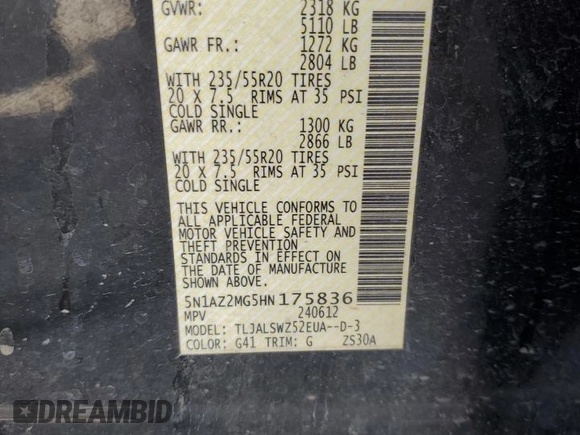 GVWR: 2318 KG
5110 LB
GAWR FR.: 1272 KG
2804 LB
WITH 235/55R20 TIRES
20 X 7.5 RIMS AT 35 PSI
COLD SINGLE
GAWR RR.: 1300 KG
2866 LB
WITH 235/55R20 TIRES
20 X 7.5 RIMS AT 35 PSI
COLD SINGLE
THIS VEHICLE CONFORMS TO
ALL APPLICABLE FEDERAL
MOTOR VEHICLE SAFETY AND
THEFT PREVENTION
STANDARDS IN EFFECT ON
THE DATE OF MANUFACTURE
SHOWN ABOVE.
5N1AZ2MG5HN175836
MPV 240612
MODEL: TLJALSWZ52EUA--D-3
COLOR: G41 TRIM: G ZS30A
DREAMBID